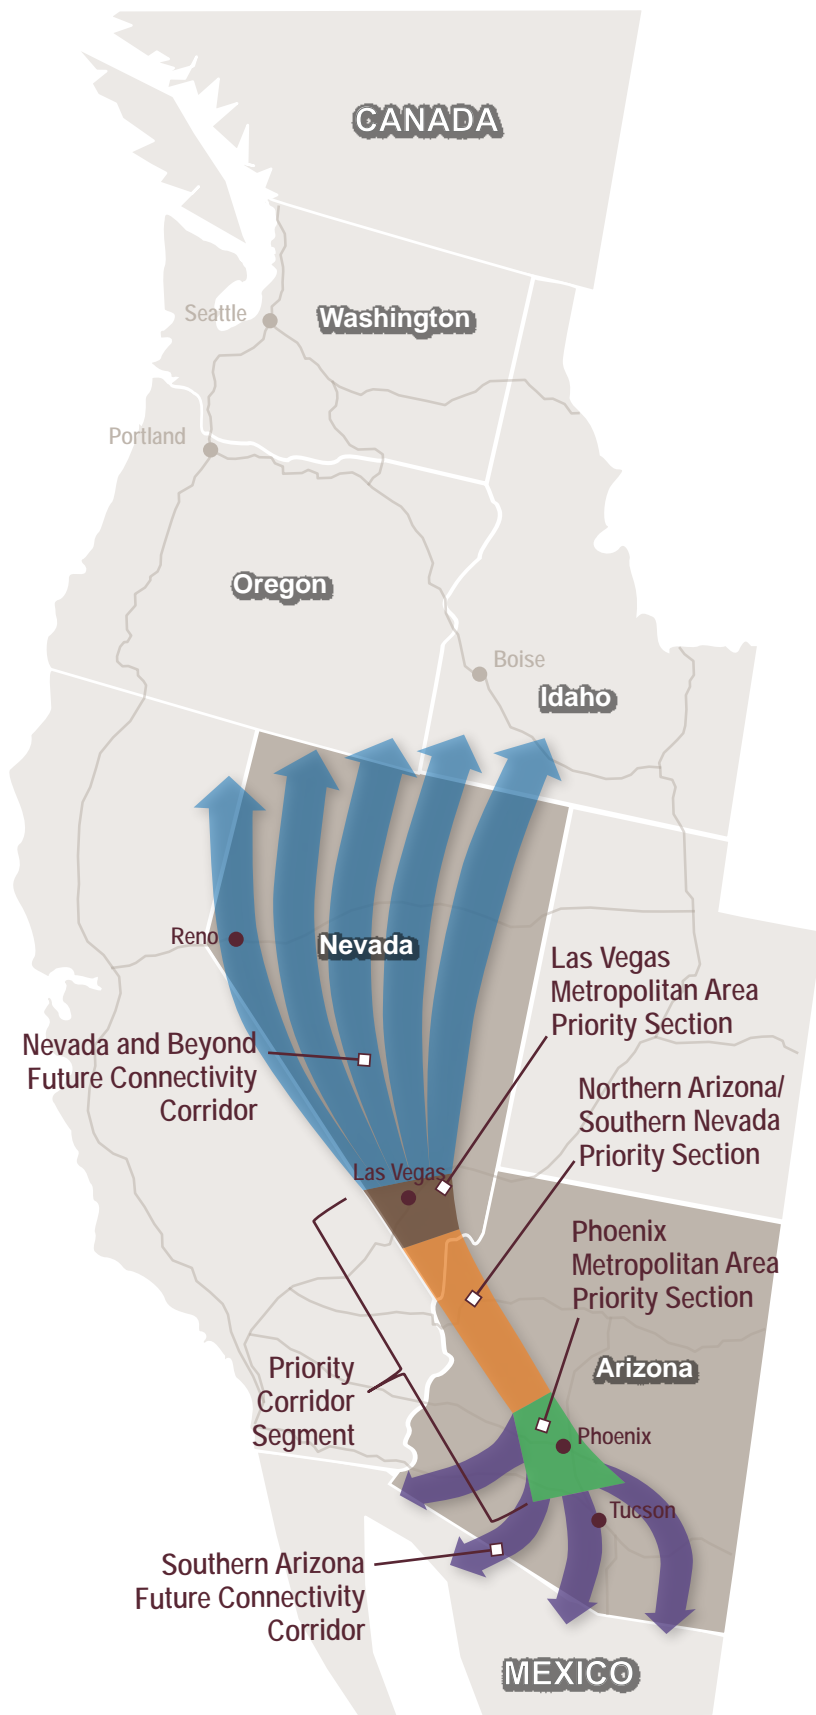 CANADA
Seattle
Washington
Portland
Oregon
Boise
Idaho
Reno
Nevada
Las Vegas
Metropolitan Area
Priority Section
Nevada and Beyond
Future Connectivity
Corridor
Northern Arizona/
Southern Nevada
Priority Section
Las Vegas
Phoenix
Metropolitan Area
Priority Section
Priority
Corridor
Segment
Arizona
Phoenix
Tucson
Southern Arizona
Future Connectivity
Corridor
MEXICO